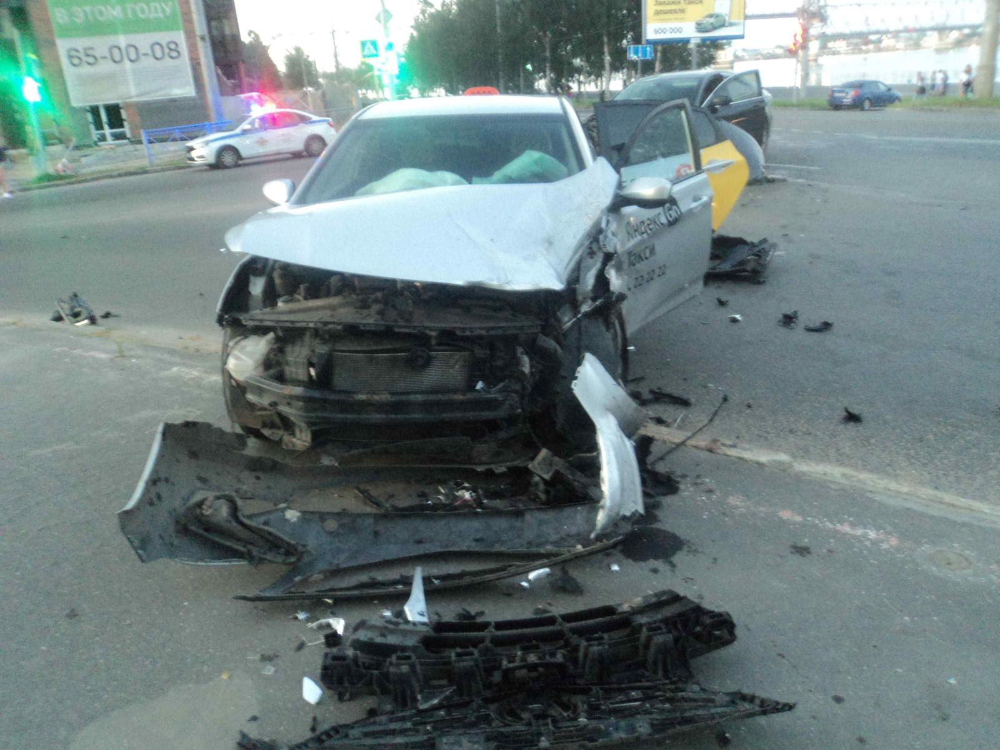 В ЭТОМ ГОДУ
65-00-08
Закажи такси
дешевле
600-000
Яндекс
Такси
22-22-22